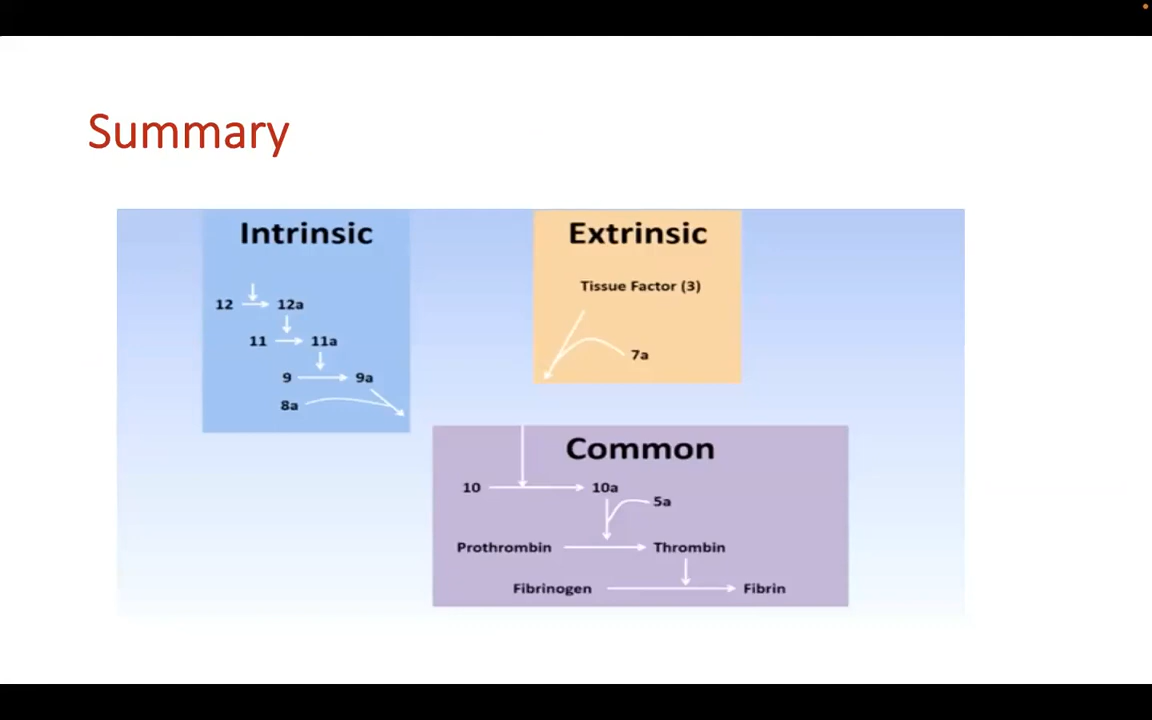 Summary
Intrinsic
12 12a
11 11a
9 9a
8a
Extrinsic
Tissue Factor (3)
7a
Common
10 10a
5a
Prothrombin Thrombin
Fibrinogen Fibrin